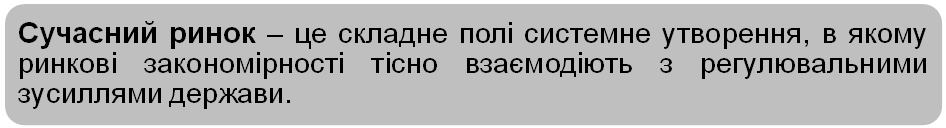 Сучасний ринок – це складне полі системне утворення, в якому
ринкові закономірності тісно взаємодіють з регулювальними
зусиллями держави.